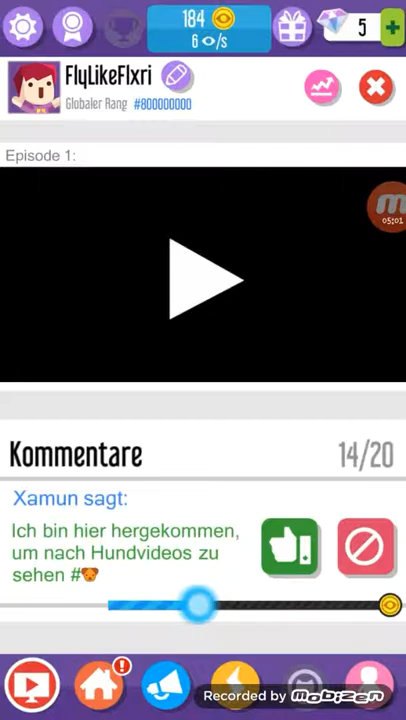 184
6 /s
5
FlyLikeFlxri
Globaler Rang #800000000
Episode 1:
05:01
Kommentare 14/20
Xamun sagt:
Ich bin hier hergekommen,
um nach Hundvideos zu
sehen #🐶
Recorded by mobizen